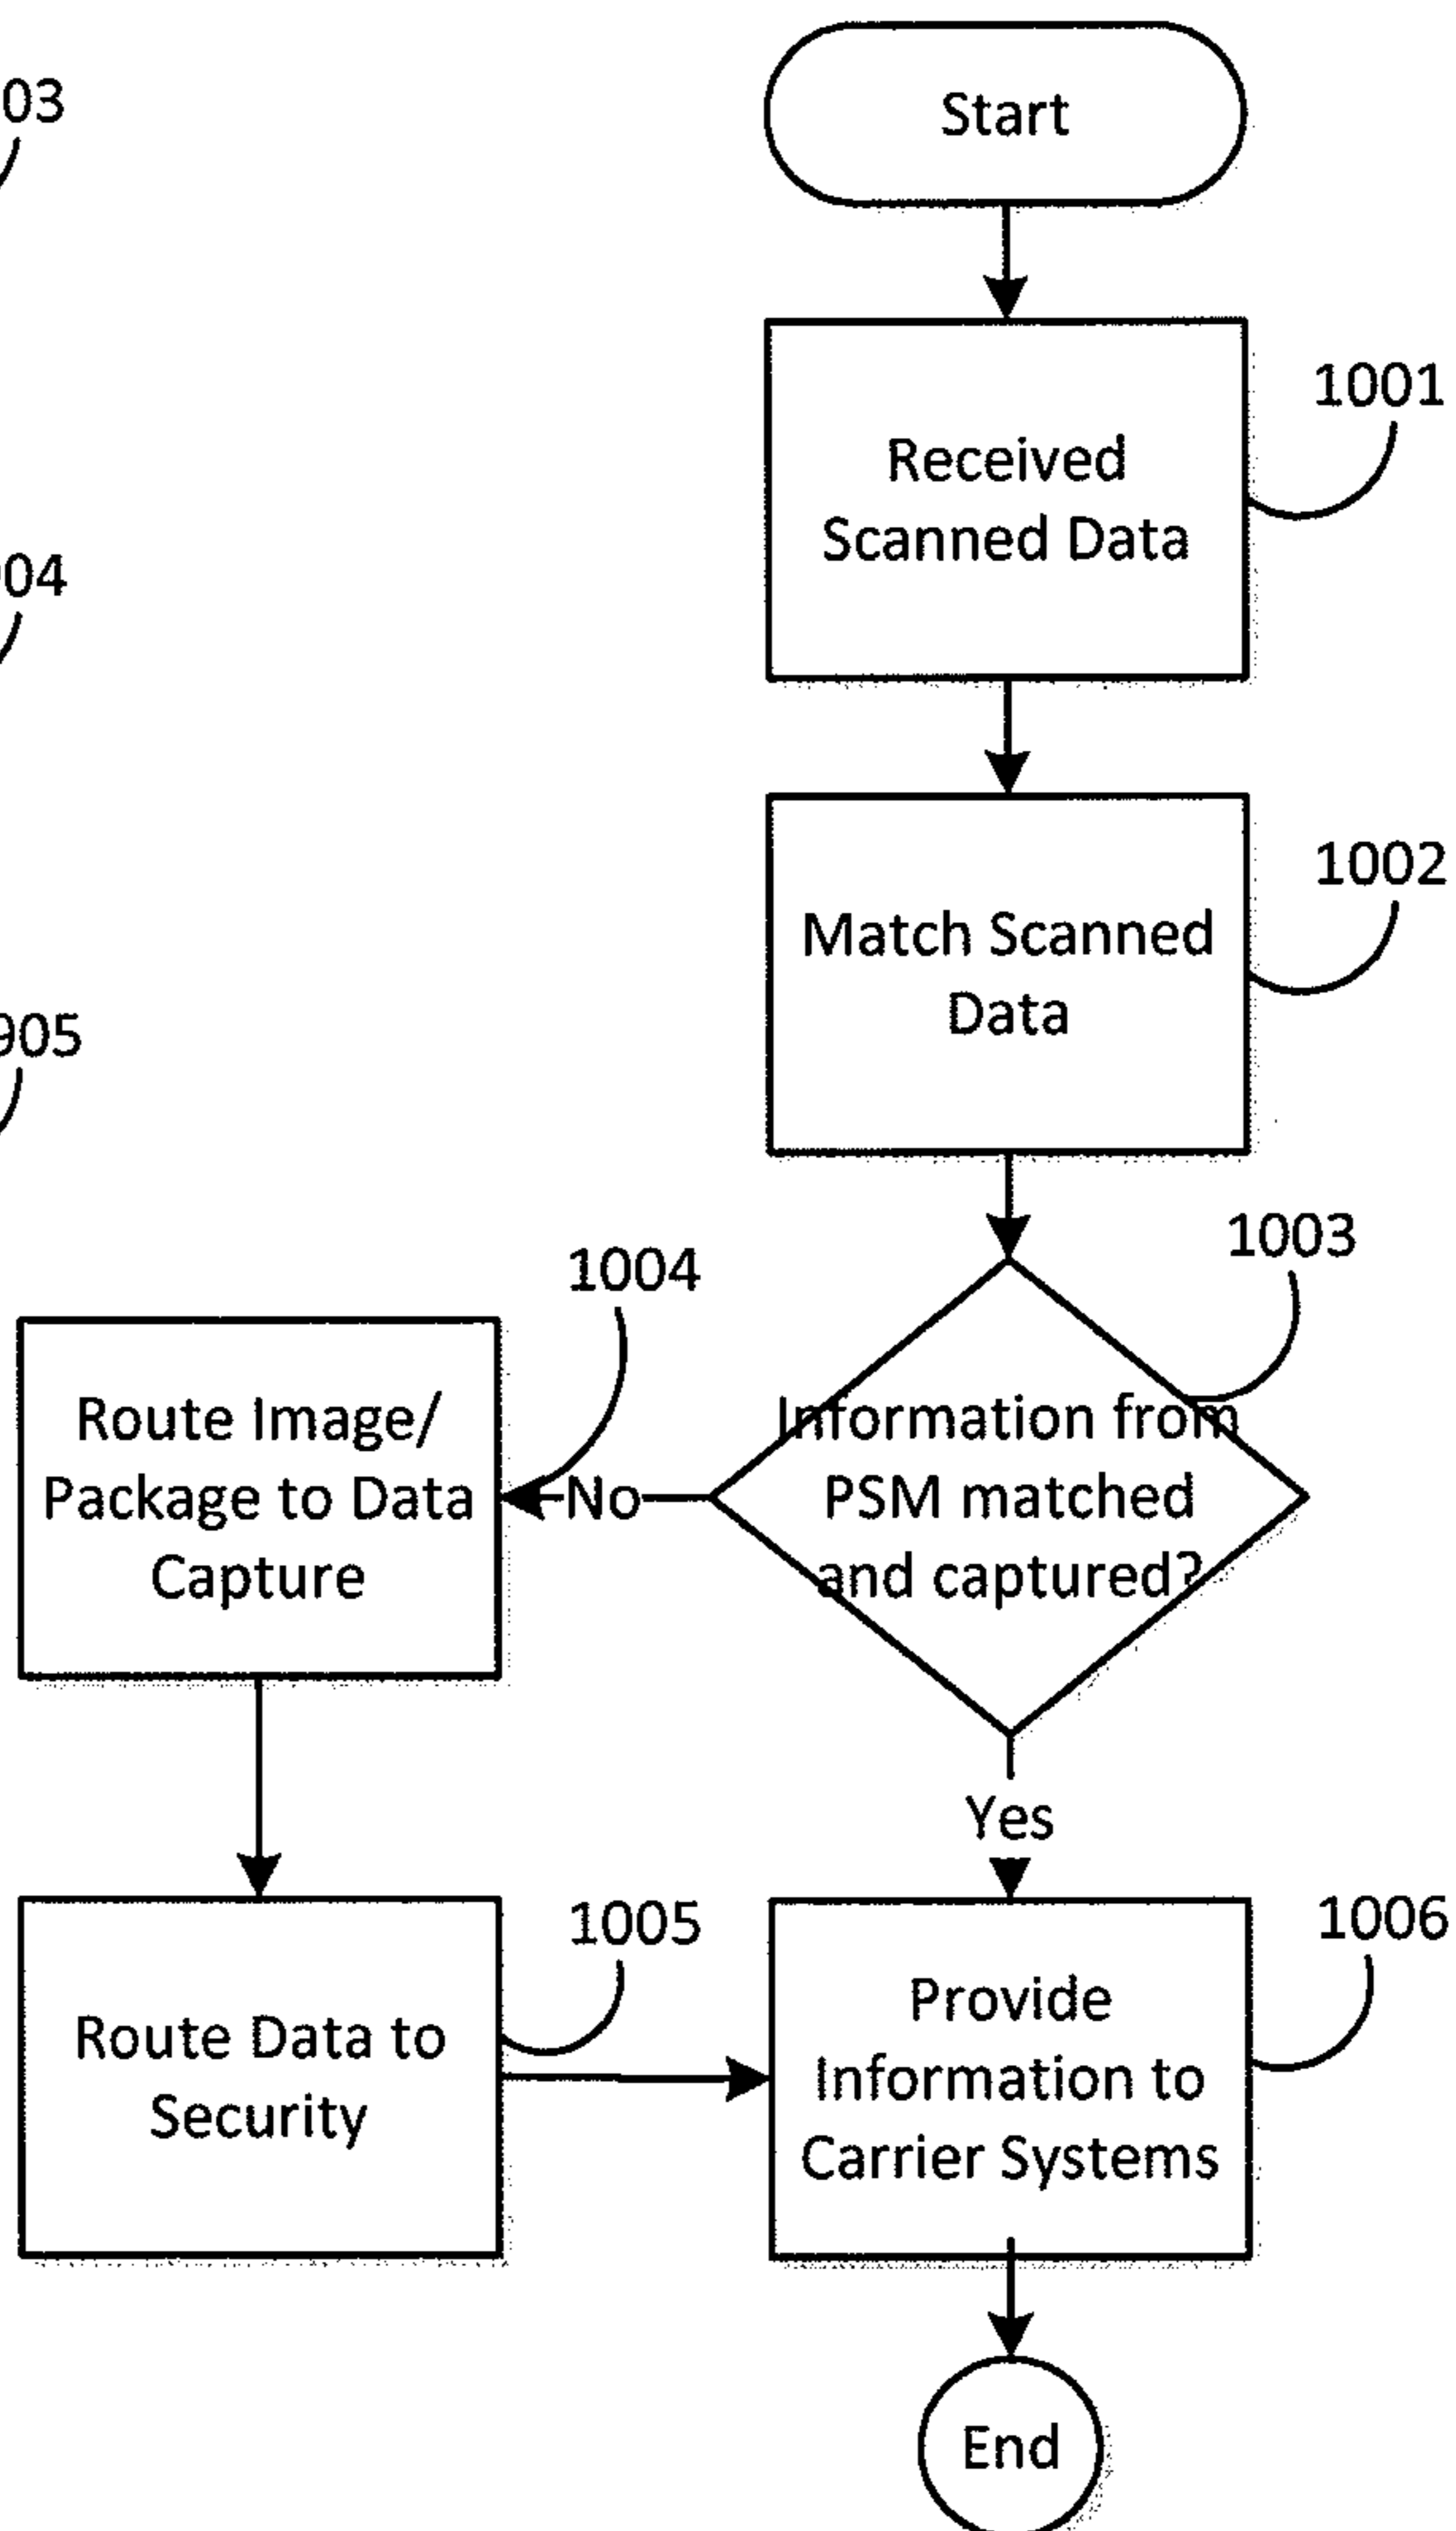 03
04
905
Start
1001
Received
Scanned Data
1002
Match Scanned
Data
1003
Information from
PSM matched
and captured?
No
1004
Route Image/
Package to Data
Capture
Yes
1005
Route Data to
Security
1006
Provide
Information to
Carrier Systems
End